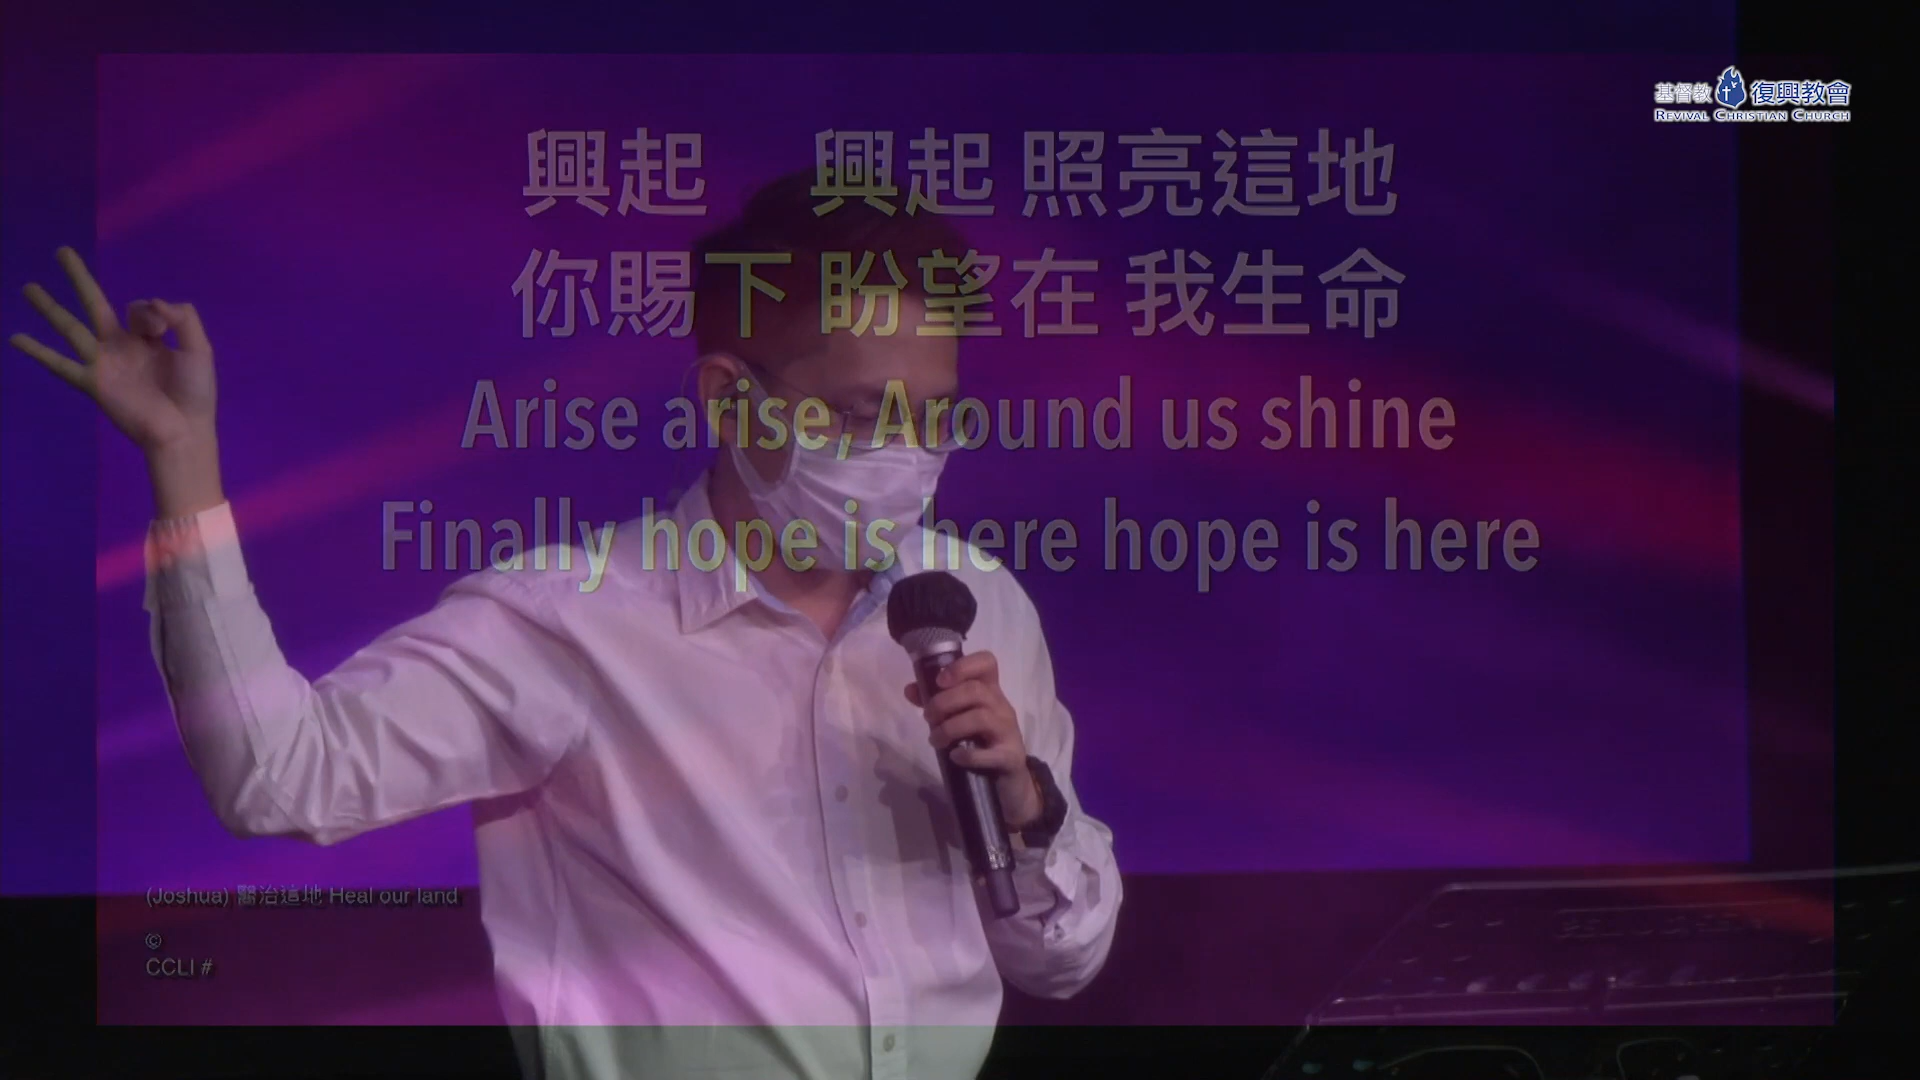 基督教 復興教會
REVIVAL CHRISTIAN CHURCH
興起 興起 照亮這地
你賜下 盼望在 我生命
Arise arise, Around us shine
Finally hope is here hope is here
(Joshua) 醫治這地 Heal our land
©
CCLI #